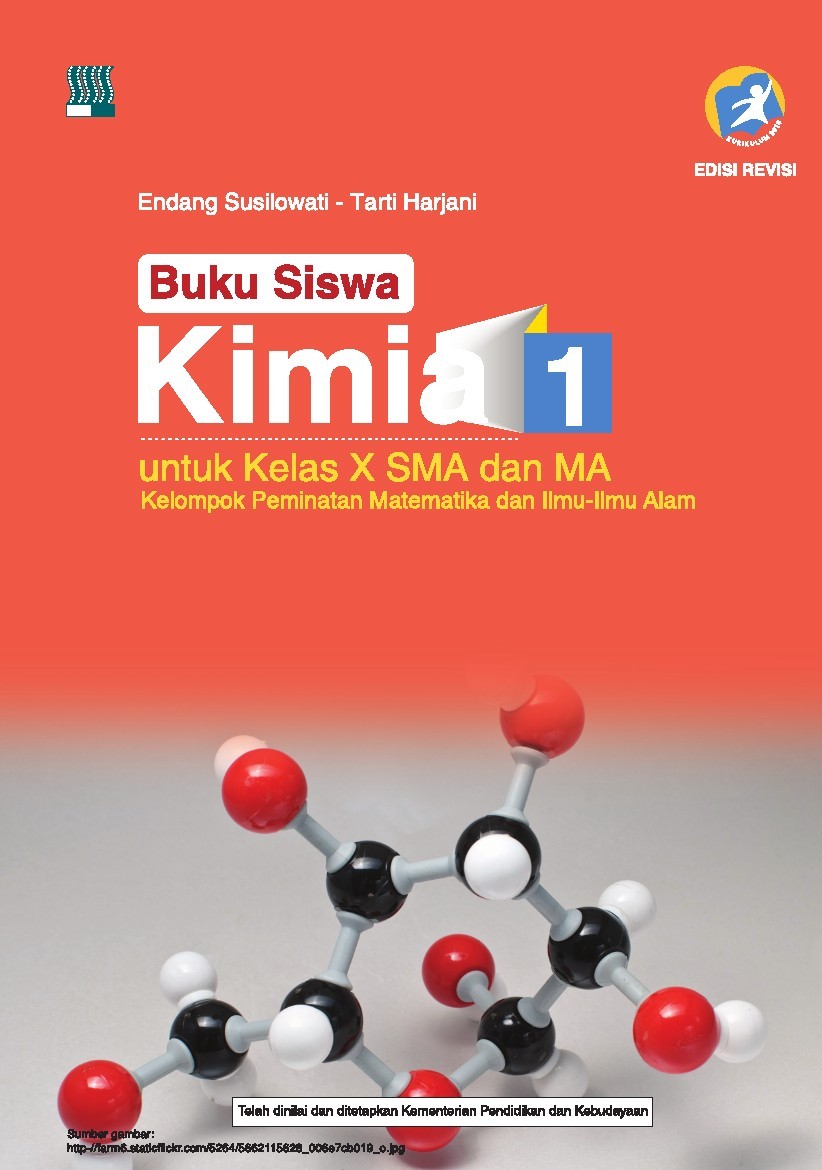 KURIKULUM 2013
EDISI REVISI
Endang Susilowati - Tarti Harjani
Buku Siswa
Kimia 1
untuk Kelas X SMA dan MA
Kelompok Peminatan Matematika dan Ilmu-Ilmu Alam
Telah dinilai dan ditetapkan Kementerian Pendidikan dan Kebudayaan
Sumber gambar:
http-//farm6.staticflickr.com/5264/5662115628_006e7cb019_o.jpg